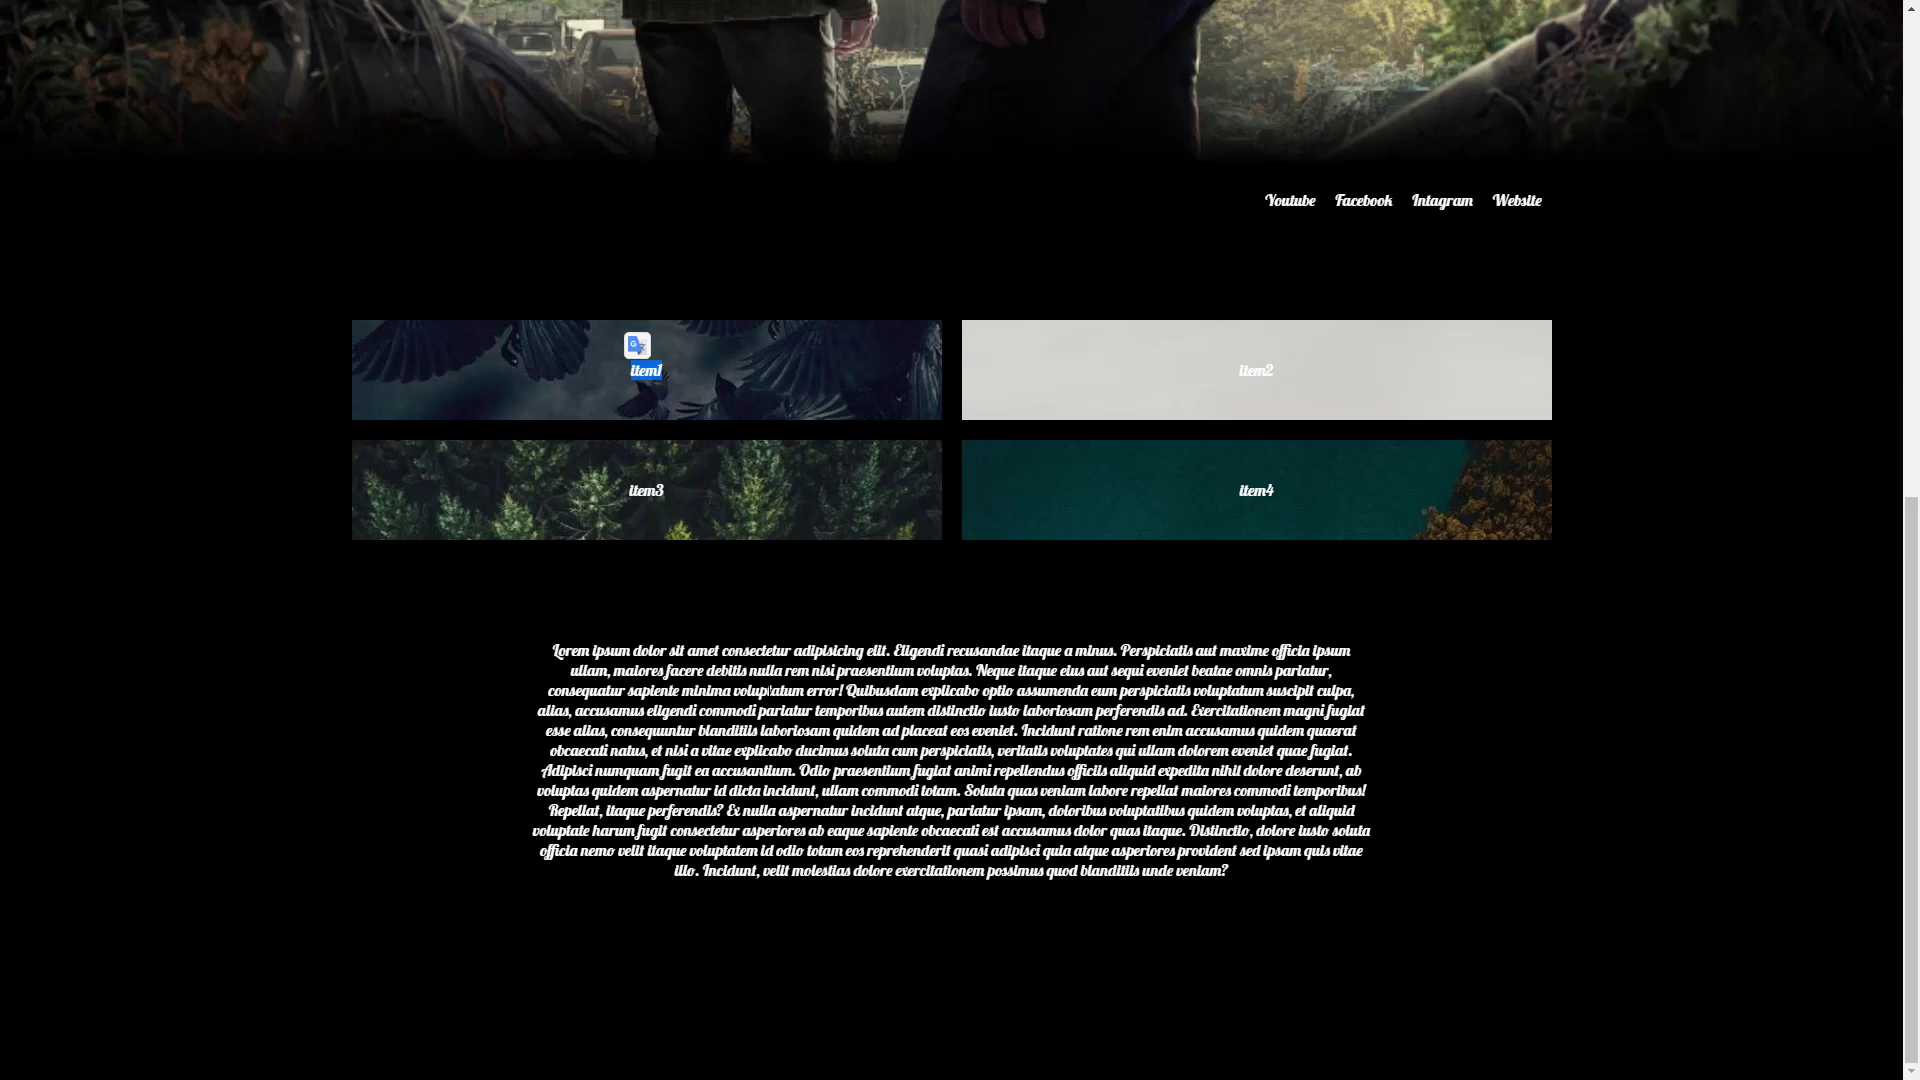 Youtube Facebook Intagram Website
item1
item2
item3
item4
Lorem ipsum dolor sit amet consectetur adipisicing elit. Eligendi recusandae itaque a minus. Perspiciatis aut maxime officia ipsum
ullam, maiores facere debitis nulla rem nisi praesentium voluptas. Neque itaque eius aut sequi eveniet beatae omnis pariatur,
consequatur sapiente minima voluptatum error! Quibusdam explicabo optio assumenda eum perspiciatis voluptatum suscipit culpa,
alias, accusamus eligendi commodi pariatur temporibus autem distinctio iusto laboriosam perferendis ad. Exercitationem magni fugiat
esse alias, consequuntur blanditiis laboriosam quidem ad placeat eos eveniet. Incidunt ratione rem enim accusamus quidem quaerat
obcaecati natus, et nisi a vitae explicabo ducimus soluta cum perspiciatis, veritatis voluptates qui ullam dolorem eveniet quae fugiat.
Adipisci numquam fugit ea accusantium. Odio praesentium fugiat animi repellendus officiis aliquid expedita nihil dolore deserunt, ab
voluptas quidem aspernatur id dicta incidunt, ullam commodi totam. Soluta quas veniam labore repellat maiores commodi temporibus!
Repellat, itaque perferendis? Ex nulla aspernatur incidunt atque, pariatur ipsam, doloribus voluptatibus quidem voluptas, et aliquid
voluptate harum fugit consectetur asperiores ab eaque sapiente obcaecati est accusamus dolor quas itaque. Distinctio, dolore iusto soluta
officia nemo velit itaque voluptatem id odio totam eos reprehenderit quasi adipisci quia atque asperiores provident sed ipsam quis vitae
illo. Incidunt, velit molestias dolore exercitationem possimus quod blanditiis unde veniam?